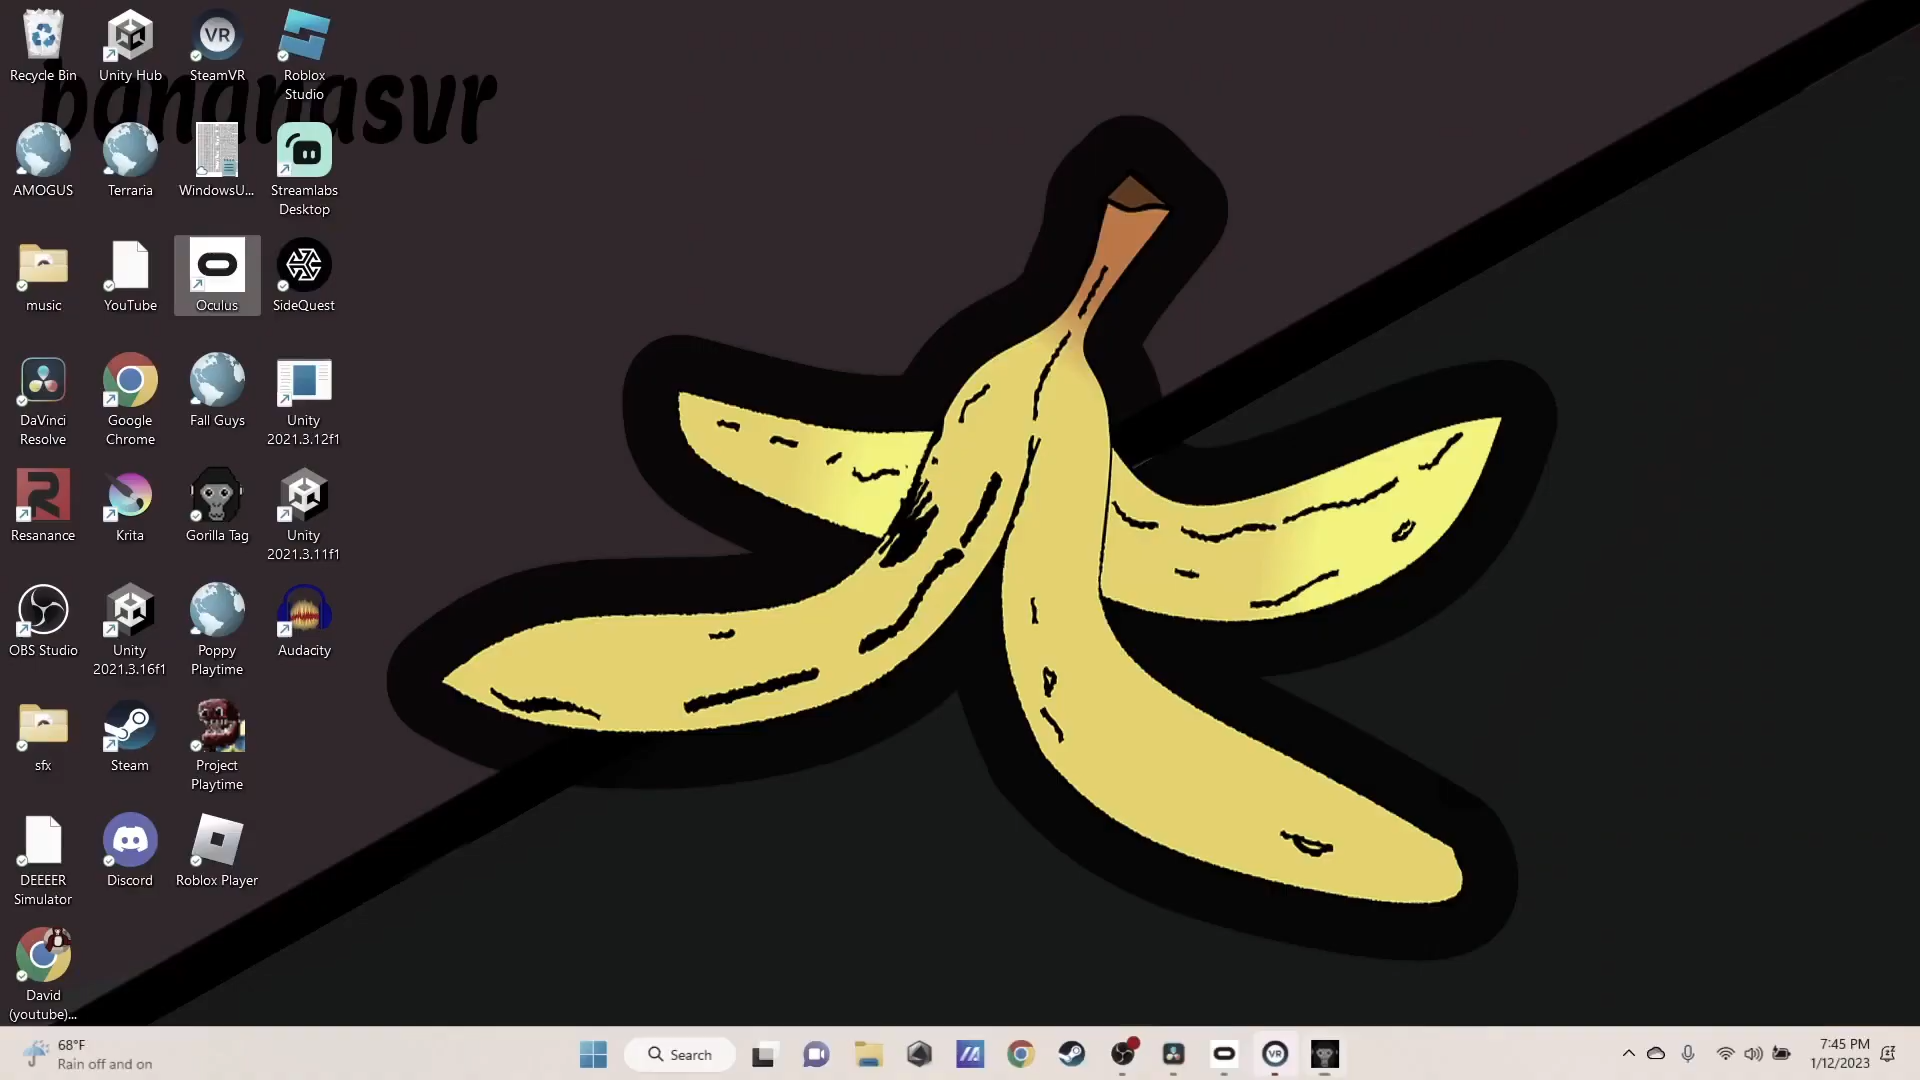 bananasvr
Recycle Bin
Unity Hub
SteamVR
VR
Roblox
Studio
AMOGUS
Terraria
WindowsU...
Streamlabs
Desktop
music
YouTube
Oculus
SideQuest
DaVinci
Resolve
Google
Chrome
Fall Guys
Unity
2021.3.12f1
Resanance
Krita
Gorilla Tag
Unity
2021.3.11f1
OBS Studio
Unity
2021.3.16f1
Poppy
Playtime
Audacity
sfx
Steam
Project
Playtime
DEEEER
Simulator
Discord
Roblox Player
David
(youtube)...
68°F
Rain off and on
Search
VR
7:45 PM
1/12/2023